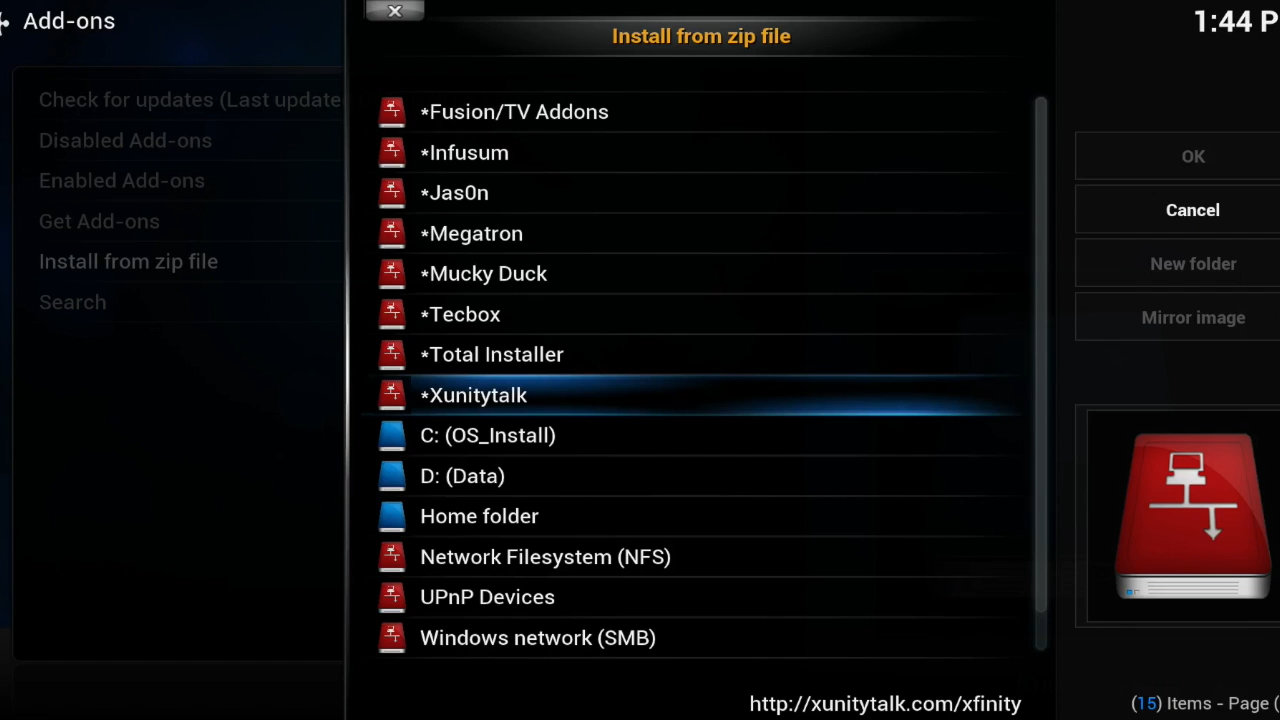 Add-ons
Install from zip file
1:44 P
Check for updates (Last update
Disabled Add-ons
Enabled Add-ons
Get Add-ons
Install from zip file
Search
*Fusion/TV Addons
*Infusum
*Jas0n
*Megatron
*Mucky Duck
*Tecbox
*Total Installer
*Xunitytalk
C: (OS_Install)
D: (Data)
Home folder
Network Filesystem (NFS)
UPnP Devices
Windows network (SMB)
OK
Cancel
New folder
Mirror image
http://xunitytalk.com/xfinity
(15) Items - Page (